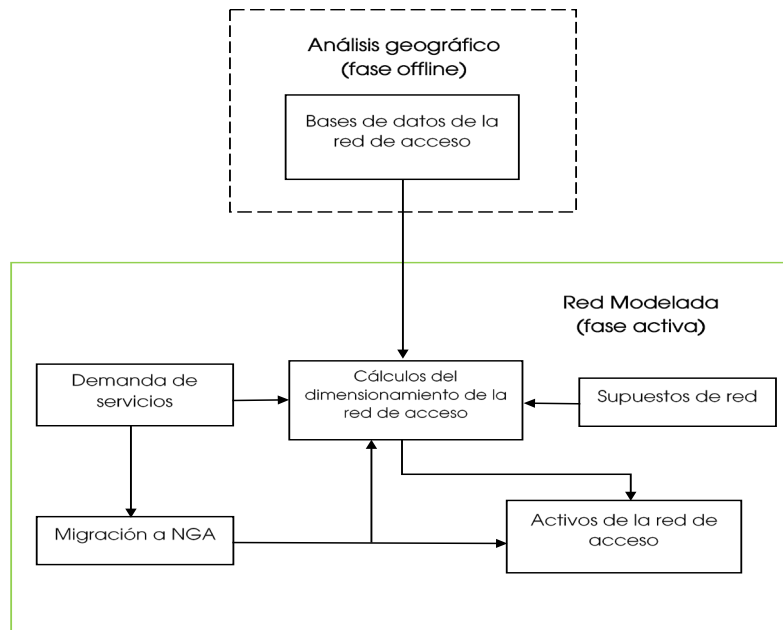 Análisis geográfico
(fase offline)
Bases de datos de la
red de acceso
Red Modelada
(fase activa)
Demanda de
servicios
Cálculos del
dimensionamiento de la
red de acceso
Supuestos de red
Migración a NGA
Activos de la red de
acceso